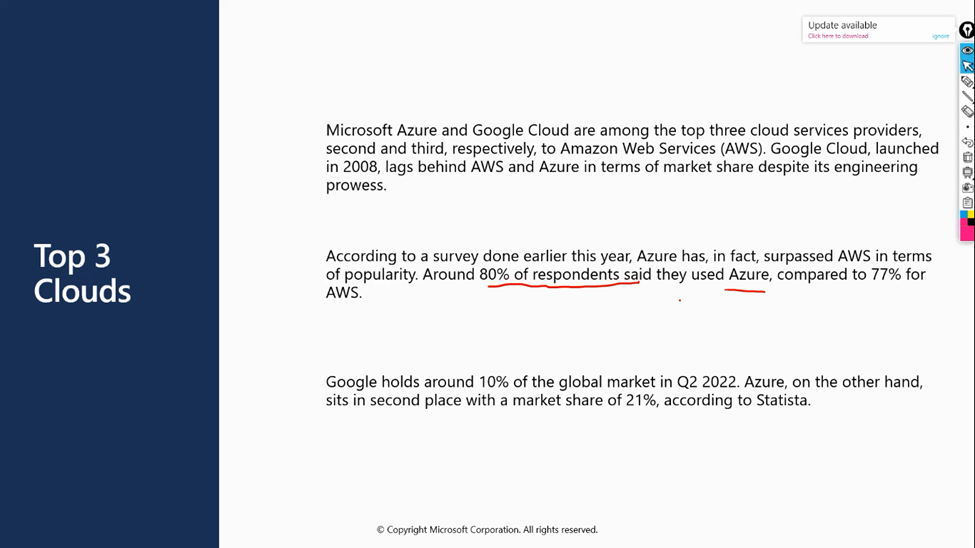 Update available
Click here to download
ignore
Microsoft Azure and Google Cloud are among the top three cloud services providers,
second and third, respectively, to Amazon Web Services (AWS). Google Cloud, launched
in 2008, lags behind AWS and Azure in terms of market share despite its engineering
prowess.
Top 3
Clouds
According to a survey done earlier this year, Azure has, in fact, surpassed AWS in terms
of popularity. Around 80% of respondents said they used Azure, compared to 77% for
AWS.
Google holds around 10% of the global market in Q2 2022. Azure, on the other hand,
sits in second place with a market share of 21%, according to Statista.
© Copyright Microsoft Corporation. All rights reserved.